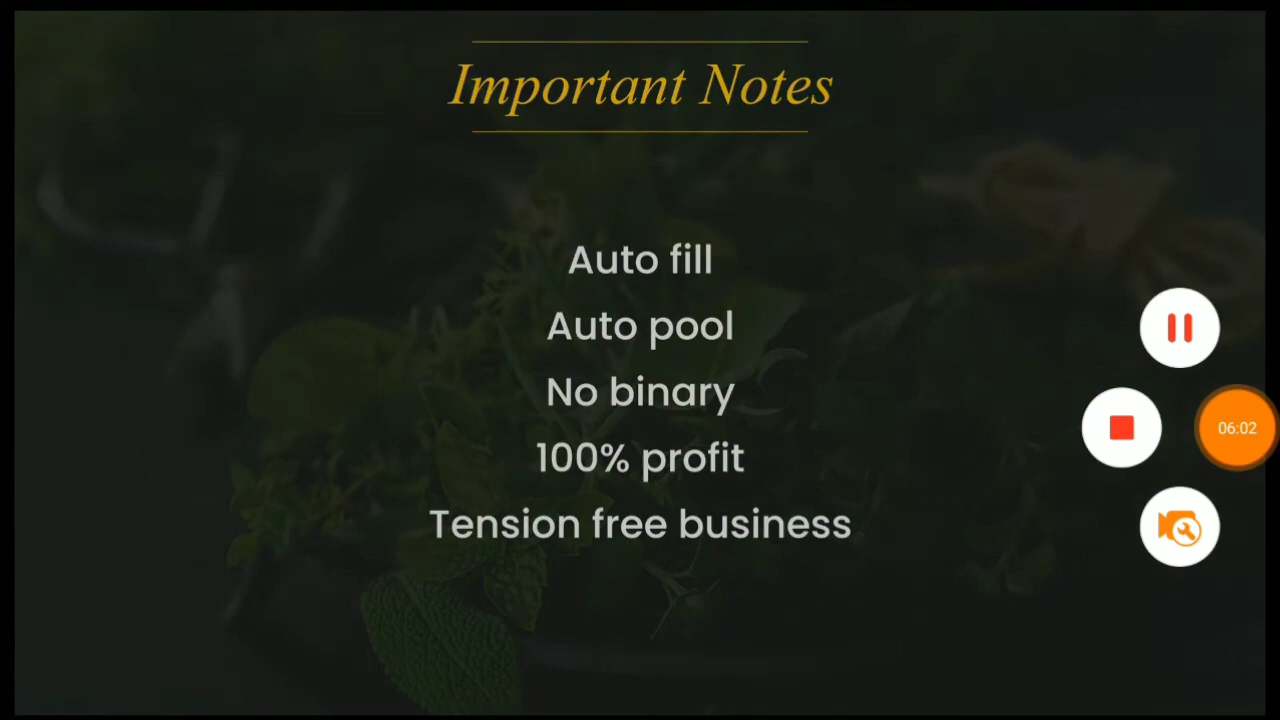 Important Notes
Auto fill
Auto pool
No binary
100% profit
Tension free business
06:02